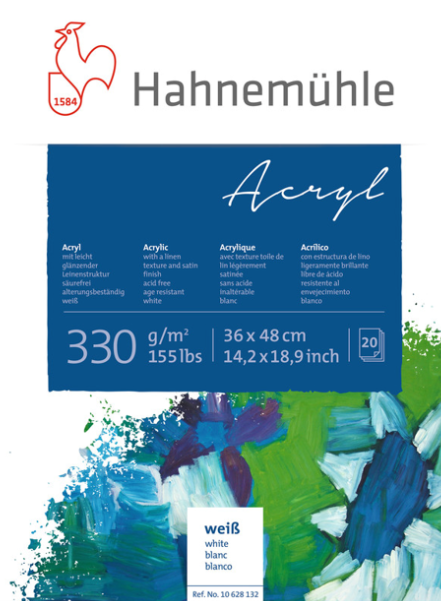 1584
Hahnemühle
Acryl
Acryl
mit leicht
glänzender
Leinenstruktur
säurefrei
alterungsbeständig
weiß
Acrylic
with a linen
texture and satin
finish
acid free
age resistant
white
Acrylique
avec texture toile de
lin légèrement
satinée
sans acide
inaltérable
blanc
Acrílico
con estructura de lino
ligeramente brillante
libre de ácido
resistente al
envejecimiento
blanco
330 g/m²
155 lbs
36 x 48 cm
14,2 x 18,9 inch
20
weiß
white
blanc
blanco
Ref. No. 10 628 132